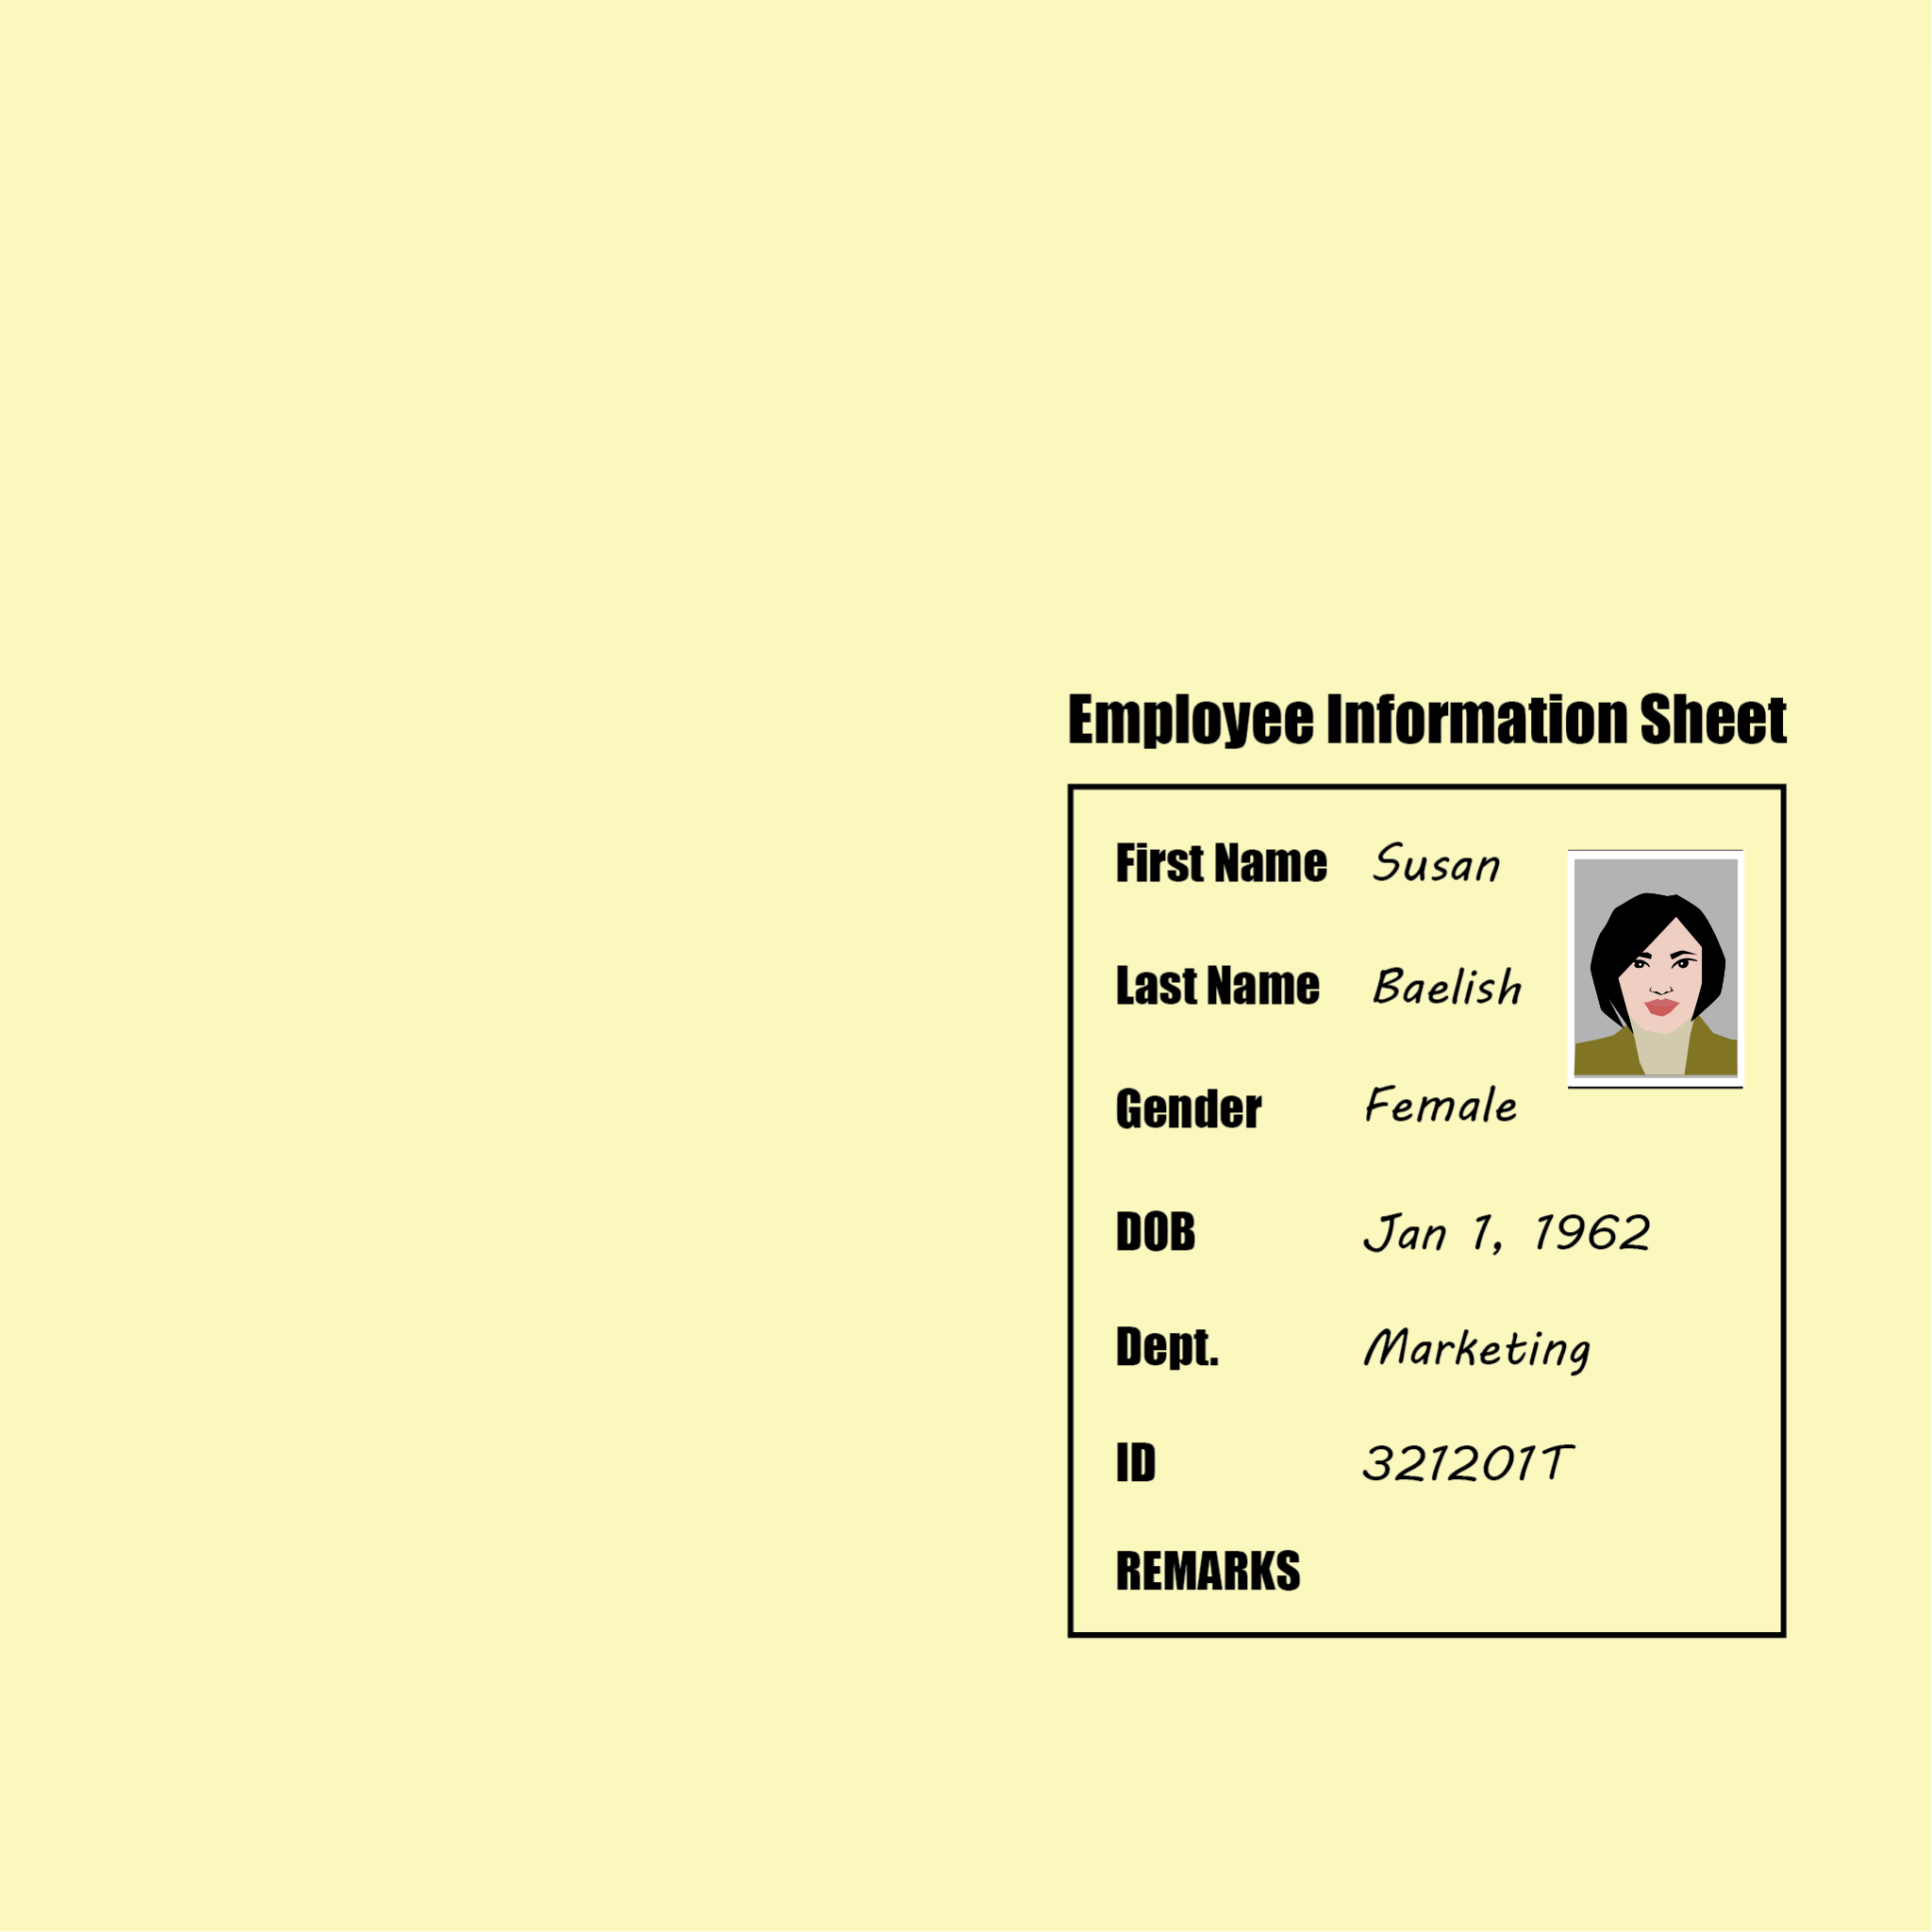 Employee Information Sheet
First Name Susan
Last Name Baelish
Gender Female
DOB Jan 1, 1962
Dept. Marketing
ID 321201T
REMARKS